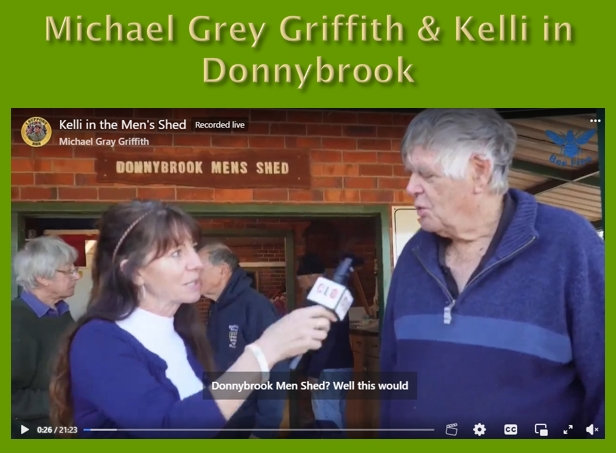 Michael Grey Griffith & Kelli in
Donnybrook
Kelli in the Men's Shed Recorded live
Michael Gray Griffith
DONNYBROOK MENS SHED
Donnybrook Men Shed? Well this would
0:26 / 21:23
CC